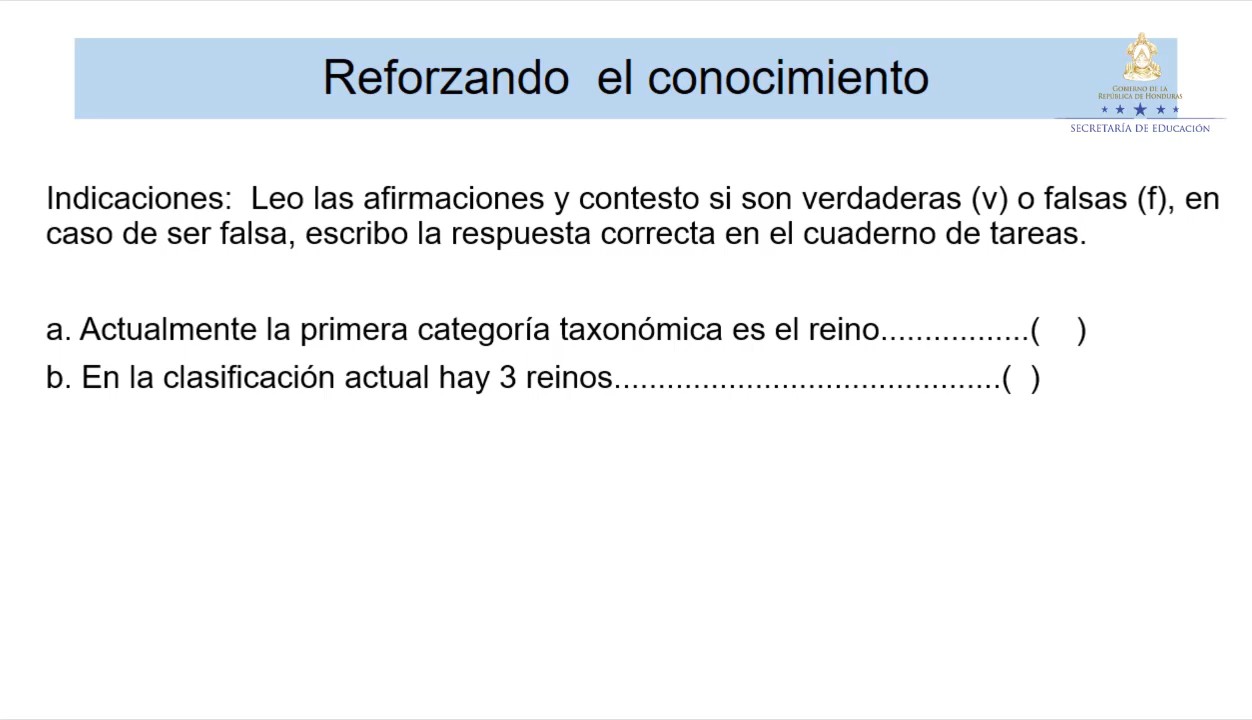 Reforzando el conocimiento
GOBIERNO DE LA
REPÚBLICA DE HONDURAS
SECRETARÍA DE EDUCACIÓN
Indicaciones: Leo las afirmaciones y contesto si son verdaderas (v) o falsas (f), en
caso de ser falsa, escribo la respuesta correcta en el cuaderno de tareas.
a. Actualmente la primera categoría taxonómica es el reino.................( )
b. En la clasificación actual hay 3 reinos............................................( )